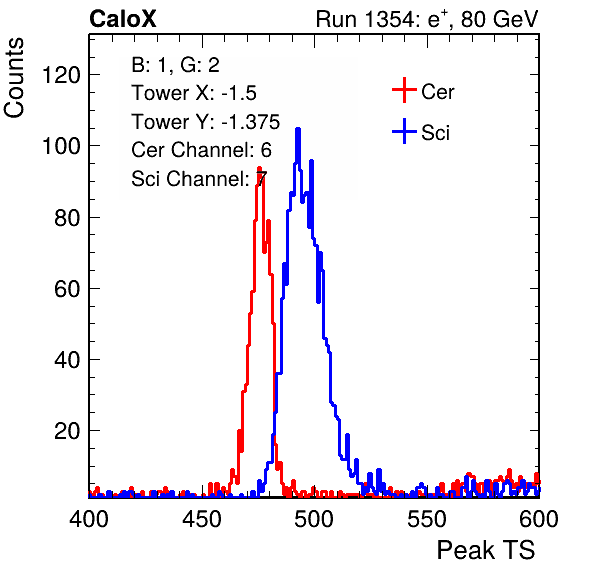 CaloX Run 1354: e+, 80 GeV
Counts
B: 1, G: 2
Tower X: -1.5
Tower Y: -1.375
Cer Channel: 6
Sci Channel: 7
Cer
Sci
120
100
80
60
40
20
400 450 500 550 600
Peak TS